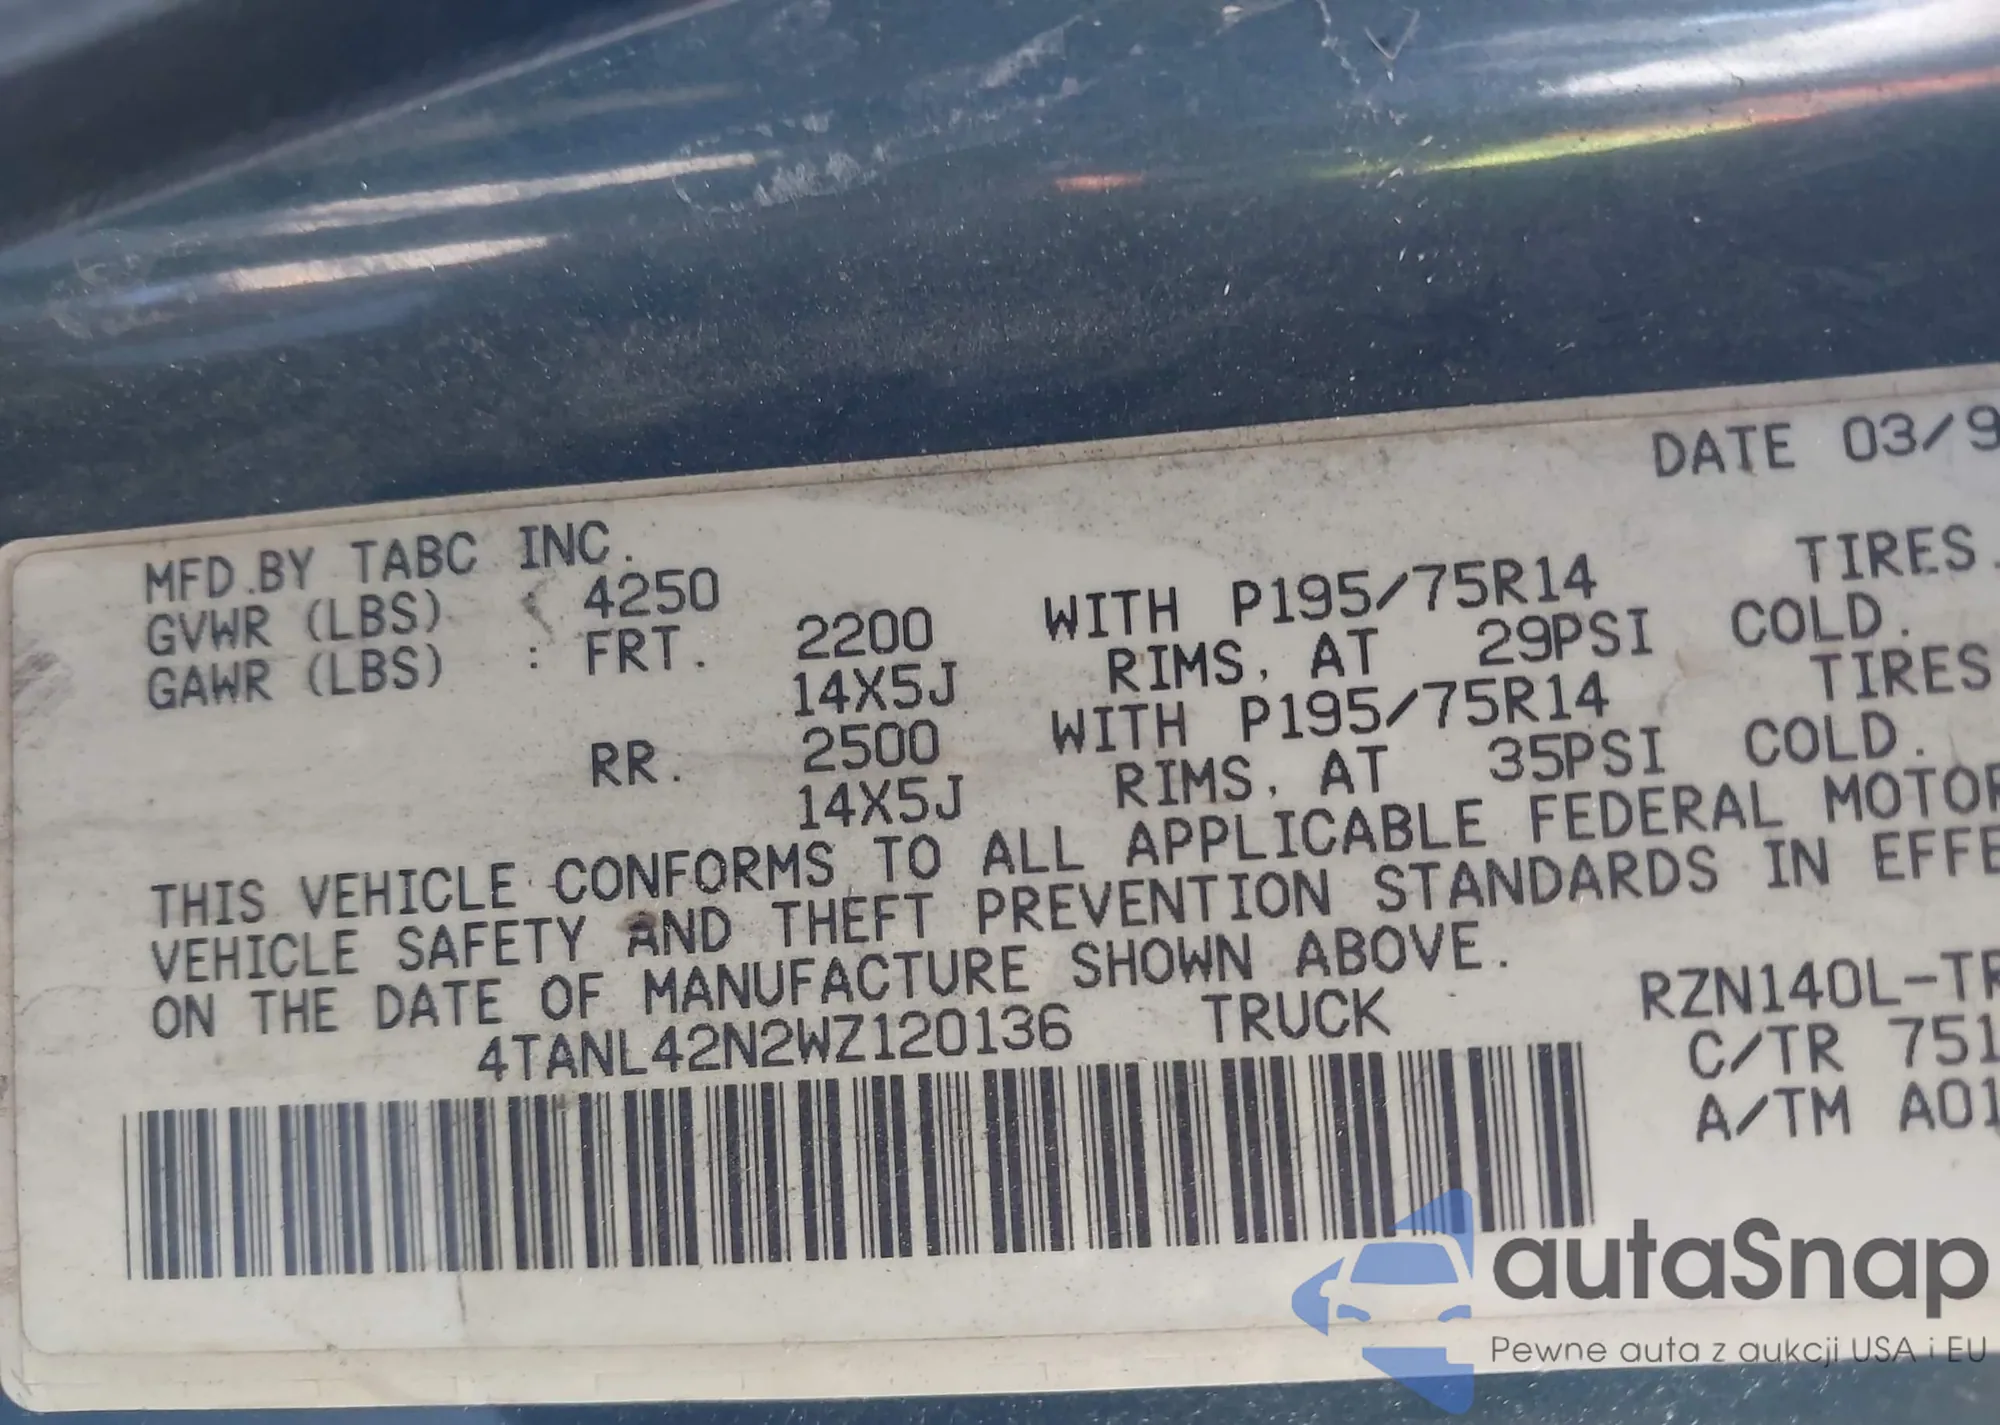 DATE 03/9
MFD.BY TABC INC.
GVWR (LBS) : 4250
GAWR (LBS) : FRT. 2200 WITH P195/75R14 TIRES.
14X5J RIMS, AT 29PSI COLD.
RR. 2500 WITH P195/75R14 TIRES
14X5J RIMS, AT 35PSI COLD.
THIS VEHICLE CONFORMS TO ALL APPLICABLE FEDERAL MOTOR
VEHICLE SAFETY AND THEFT PREVENTION STANDARDS IN EFFE
ON THE DATE OF MANUFACTURE SHOWN ABOVE.
4TANL42N2WZ120136 TRUCK RZN140L-TR
C/TR 751
A/TM A01
autaSnap
Pewne auta z aukcji USA i EU